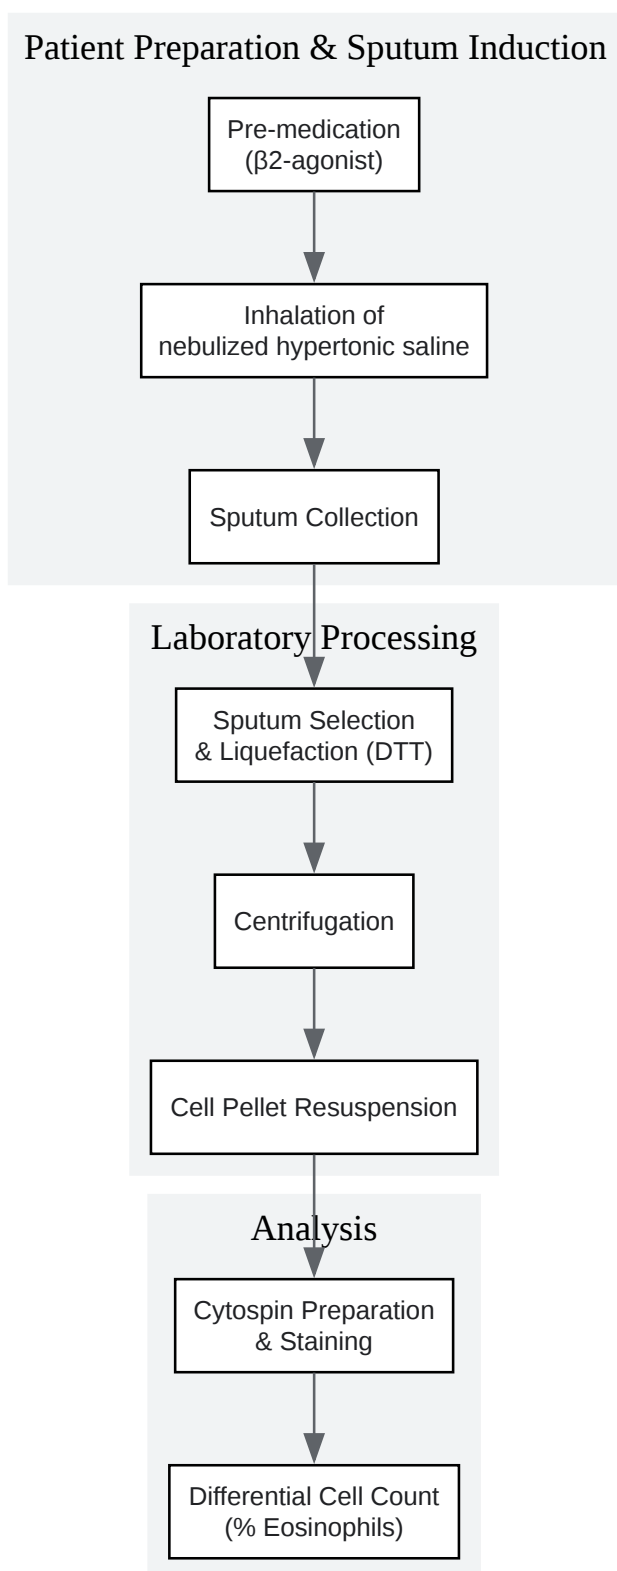 Patient Preparation & Sputum Induction
Pre-medication
(β2-agonist)
Inhalation of
nebulized hypertonic saline
Sputum Collection
Laboratory Processing
Sputum Selection
& Liquefaction (DTT)
Centrifugation
Cell Pellet Resuspension
Analysis
Cytospin Preparation
& Staining
Differential Cell Count
(% Eosinophils)